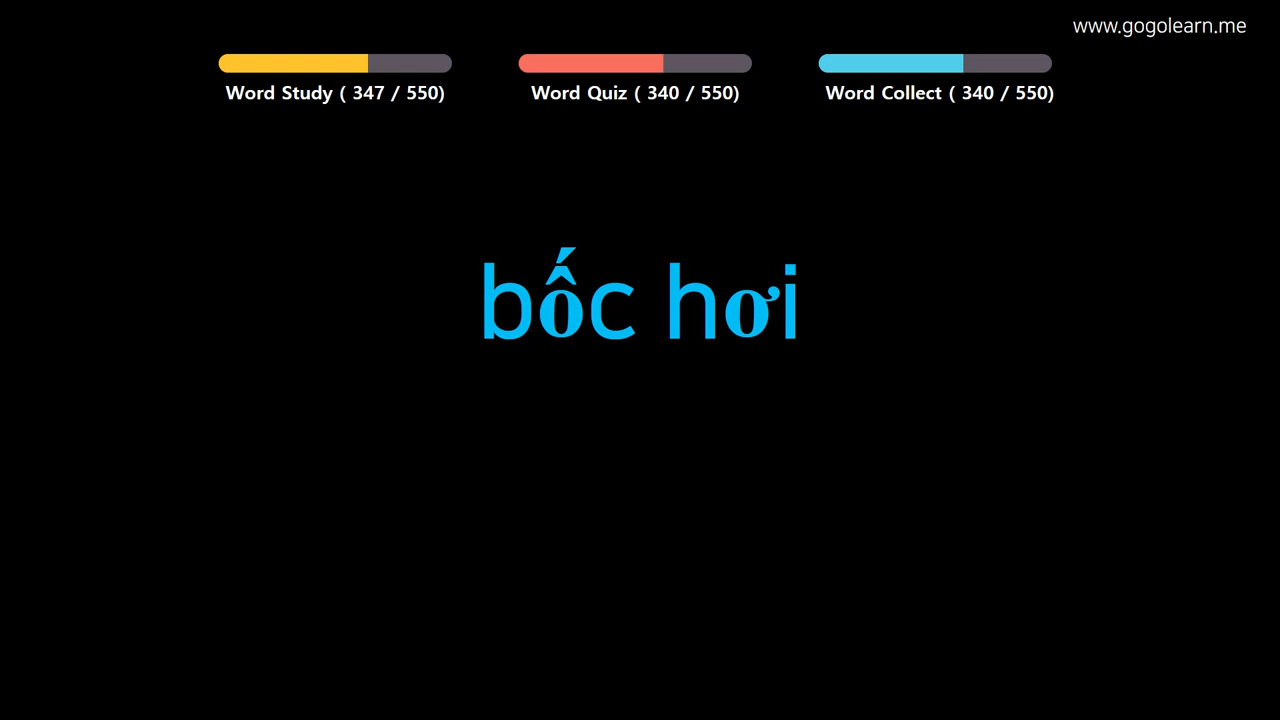 www.gogolearn.me
Word Study ( 347 / 550)
Word Quiz ( 340 / 550)
Word Collect ( 340 / 550)
bốc hơi